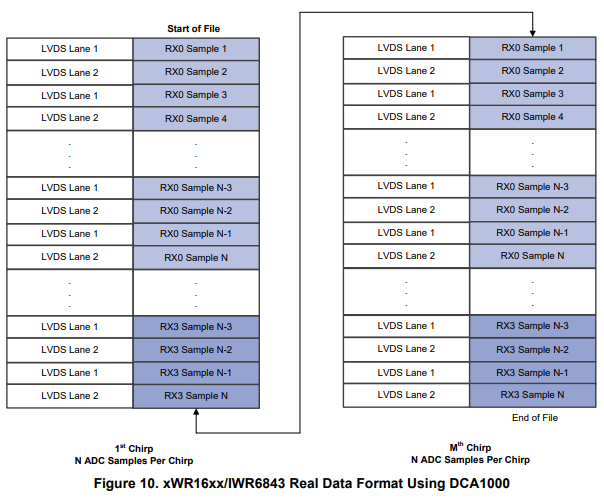 Start of File
LVDS Lane 1 RX0 Sample 1
LVDS Lane 2 RX0 Sample 2
LVDS Lane 1 RX0 Sample 3
LVDS Lane 2 RX0 Sample 4
. .
. .
. .
LVDS Lane 1 RX0 Sample N-3
LVDS Lane 2 RX0 Sample N-2
LVDS Lane 1 RX0 Sample N-1
LVDS Lane 2 RX0 Sample N
. .
. .
. .
LVDS Lane 1 RX3 Sample N-3
LVDS Lane 2 RX3 Sample N-2
LVDS Lane 1 RX3 Sample N-1
LVDS Lane 2 RX3 Sample N
1st Chirp
N ADC Samples Per Chirp
LVDS Lane 1 RX0 Sample 1
LVDS Lane 2 RX0 Sample 2
LVDS Lane 1 RX0 Sample 3
LVDS Lane 2 RX0 Sample 4
. .
. .
. .
LVDS Lane 1 RX0 Sample N-3
LVDS Lane 2 RX0 Sample N-2
LVDS Lane 1 RX0 Sample N-1
LVDS Lane 2 RX0 Sample N
. .
. .
. .
LVDS Lane 1 RX3 Sample N-3
LVDS Lane 2 RX3 Sample N-2
LVDS Lane 1 RX3 Sample N-1
LVDS Lane 2 RX3 Sample N
End of File
Mth Chirp
N ADC Samples Per Chirp
Figure 10. xWR16xx/IWR6843 Real Data Format Using DCA1000